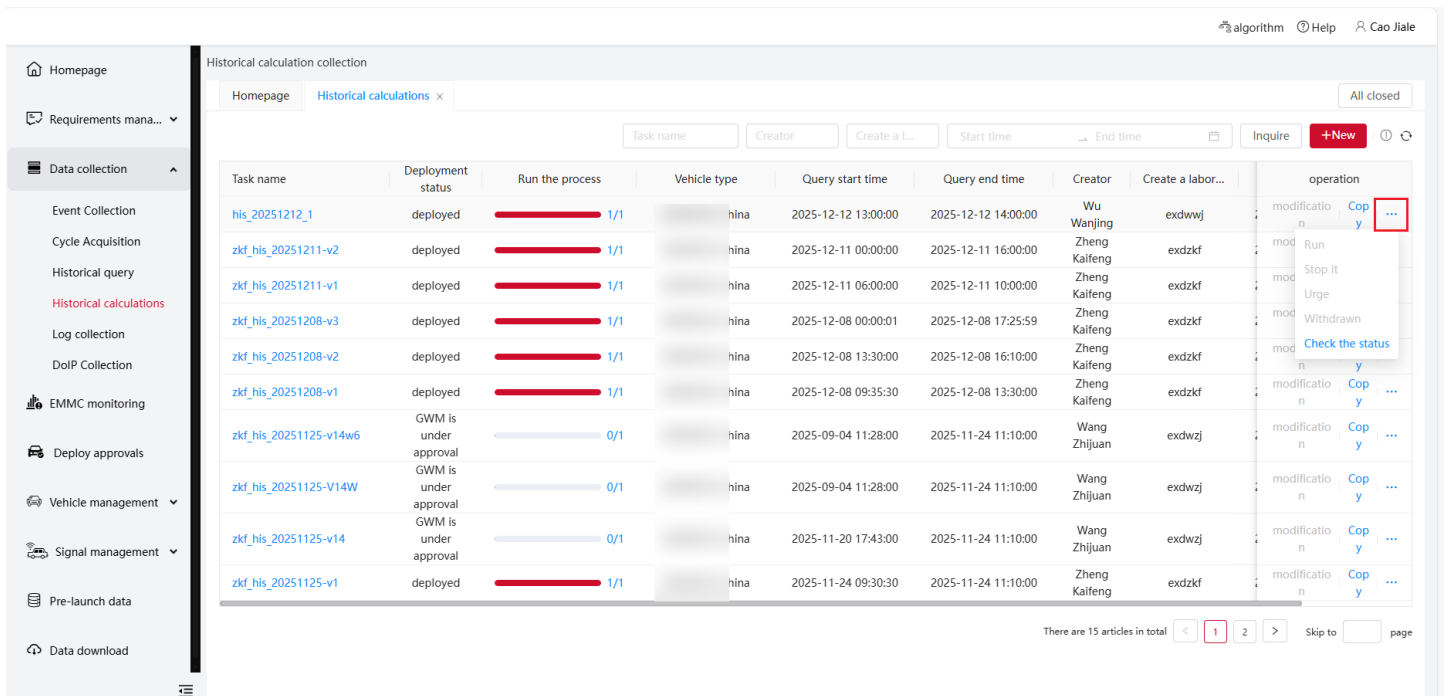 algorithm Help Cao Jiale
Homepage
Requirements mana...
Data collection
Event Collection
Cycle Acquisition
Historical query
Historical calculations
Log collection
DoIP Collection
EMMC monitoring
Deploy approvals
Vehicle management
Signal management
Pre-launch data
Data download
Historical calculation collection
Homepage Historical calculations × All closed
Task name Creator Create a l... Start time End time Inquire +New
Task name Deployment status Run the process Vehicle type Query start time Query end time Creator Create a labor... operation
his_20251212_1 deployed 1/1 hina 2025-12-12 13:00:00 2025-12-12 14:00:00 Wu Wanjing exdwwj modification Copy ...
zkf_his_20251211-v2 deployed 1/1 hina 2025-12-11 00:00:00 2025-12-11 16:00:00 Zheng Kaifeng exdzkf mod
zkf_his_20251211-v1 deployed 1/1 hina 2025-12-11 06:00:00 2025-12-11 10:00:00 Zheng Kaifeng exdzkf mod
zkf_his_20251208-v3 deployed 1/1 hina 2025-12-08 00:00:01 2025-12-08 17:25:59 Zheng Kaifeng exdzkf mod
zkf_his_20251208-v2 deployed 1/1 hina 2025-12-08 13:30:00 2025-12-08 16:10:00 Zheng Kaifeng exdzkf mod n y
zkf_his_20251208-v1 deployed 1/1 hina 2025-12-08 09:35:30 2025-12-08 13:30:00 Zheng Kaifeng exdzkf modification Copy ...
zkf_his_20251125-v14w6 GWM is under approval 0/1 hina 2025-09-04 11:28:00 2025-11-24 11:10:00 Wang Zhijuan exdwzj modification Copy ...
zkf_his_20251125-V14W GWM is under approval 0/1 hina 2025-09-04 11:28:00 2025-11-24 11:10:00 Wang Zhijuan exdwzj modification Copy ...
zkf_his_20251125-v14 GWM is under approval 0/1 hina 2025-11-20 17:43:00 2025-11-24 11:10:00 Wang Zhijuan exdwzj modification Copy ...
zkf_his_20251125-v1 deployed 1/1 hina 2025-11-24 09:30:30 2025-11-24 11:10:00 Zheng Kaifeng exdzkf modification Copy ...
Run
Stop it
Urge
Withdrawn
Check the status
There are 15 articles in total < 1 2 > Skip to page